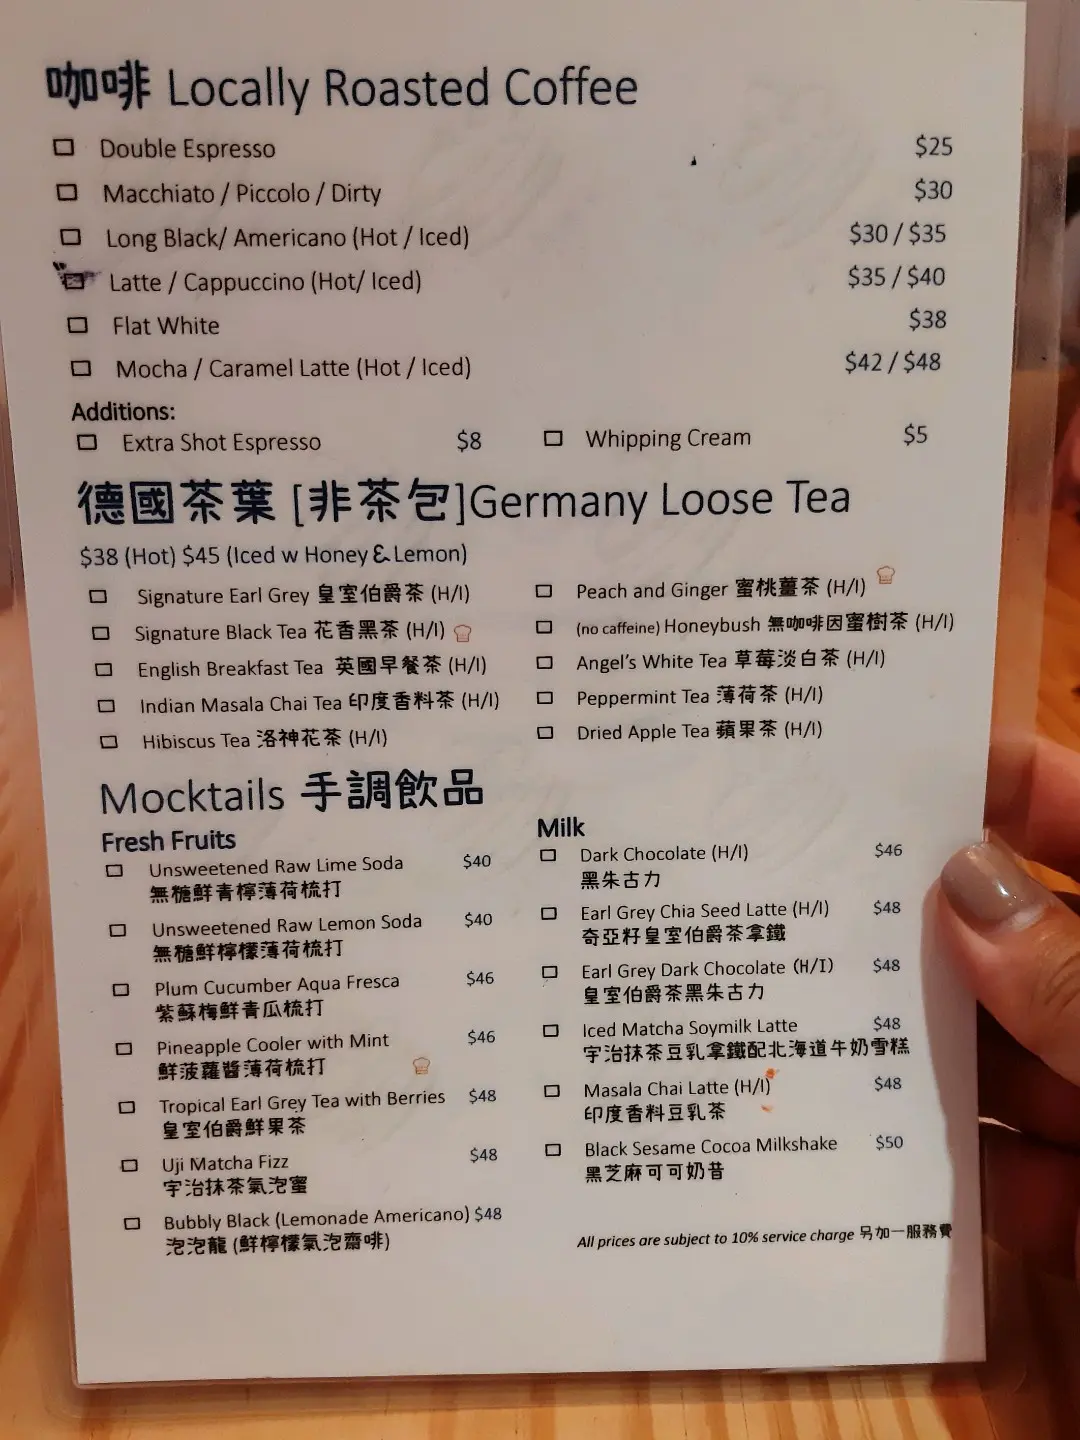 咖啡 Locally Roasted Coffee
Double Espresso $25
Macchiato / Piccolo / Dirty $30
Long Black/ Americano (Hot / Iced) $30 / $35
Latte / Cappuccino (Hot/ Iced) $35 / $40
Flat White $38
Mocha / Caramel Latte (Hot / Iced) $42 / $48
Additions:
Extra Shot Espresso $8 Whipping Cream $5
德國茶葉 [非茶包]Germany Loose Tea
$38 (Hot) $45 (Iced w Honey & Lemon)
Signature Earl Grey 皇室伯爵茶 (H/I)
Signature Black Tea 花香黑茶 (H/I)
English Breakfast Tea 英國早餐茶 (H/I)
Indian Masala Chai Tea 印度香料茶 (H/I)
Hibiscus Tea 洛神花茶 (H/I)
Peach and Ginger 蜜桃薑茶 (H/I)
(no caffeine) Honeybush 無咖啡因蜜樹茶 (H/I)
Angel's White Tea 草莓淡白茶 (H/I)
Peppermint Tea 薄荷茶 (H/I)
Dried Apple Tea 蘋果茶 (H/I)
Mocktails 手調飲品
Fresh Fruits
Unsweetened Raw Lime Soda $40
無糖鮮青檸薄荷梳打
Unsweetened Raw Lemon Soda $40
無糖鮮檸檬薄荷梳打
Plum Cucumber Aqua Fresca $46
紫蘇梅鮮青瓜梳打
Pineapple Cooler with Mint $46
鮮菠蘿醬薄荷梳打
Tropical Earl Grey Tea with Berries $48
皇室伯爵鮮果茶
Uji Matcha Fizz $48
宇治抹茶氣泡蜜
Bubbly Black (Lemonade Americano) $48
泡泡龍 (鮮檸檬氣泡齋啡)
Milk
Dark Chocolate (H/I) $46
黑朱古力
Earl Grey Chia Seed Latte (H/I) $48
奇亞籽皇室伯爵茶拿鐵
Earl Grey Dark Chocolate (H/I) $48
皇室伯爵茶黑朱古力
Iced Matcha Soymilk Latte $48
宇治抹茶豆乳拿鐵配北海道牛奶雪糕
Masala Chai Latte (H/I) $48
印度香料豆乳茶
Black Sesame Cocoa Milkshake $50
黑芝麻可可奶昔
All prices are subject to 10% service charge 另加一服務費